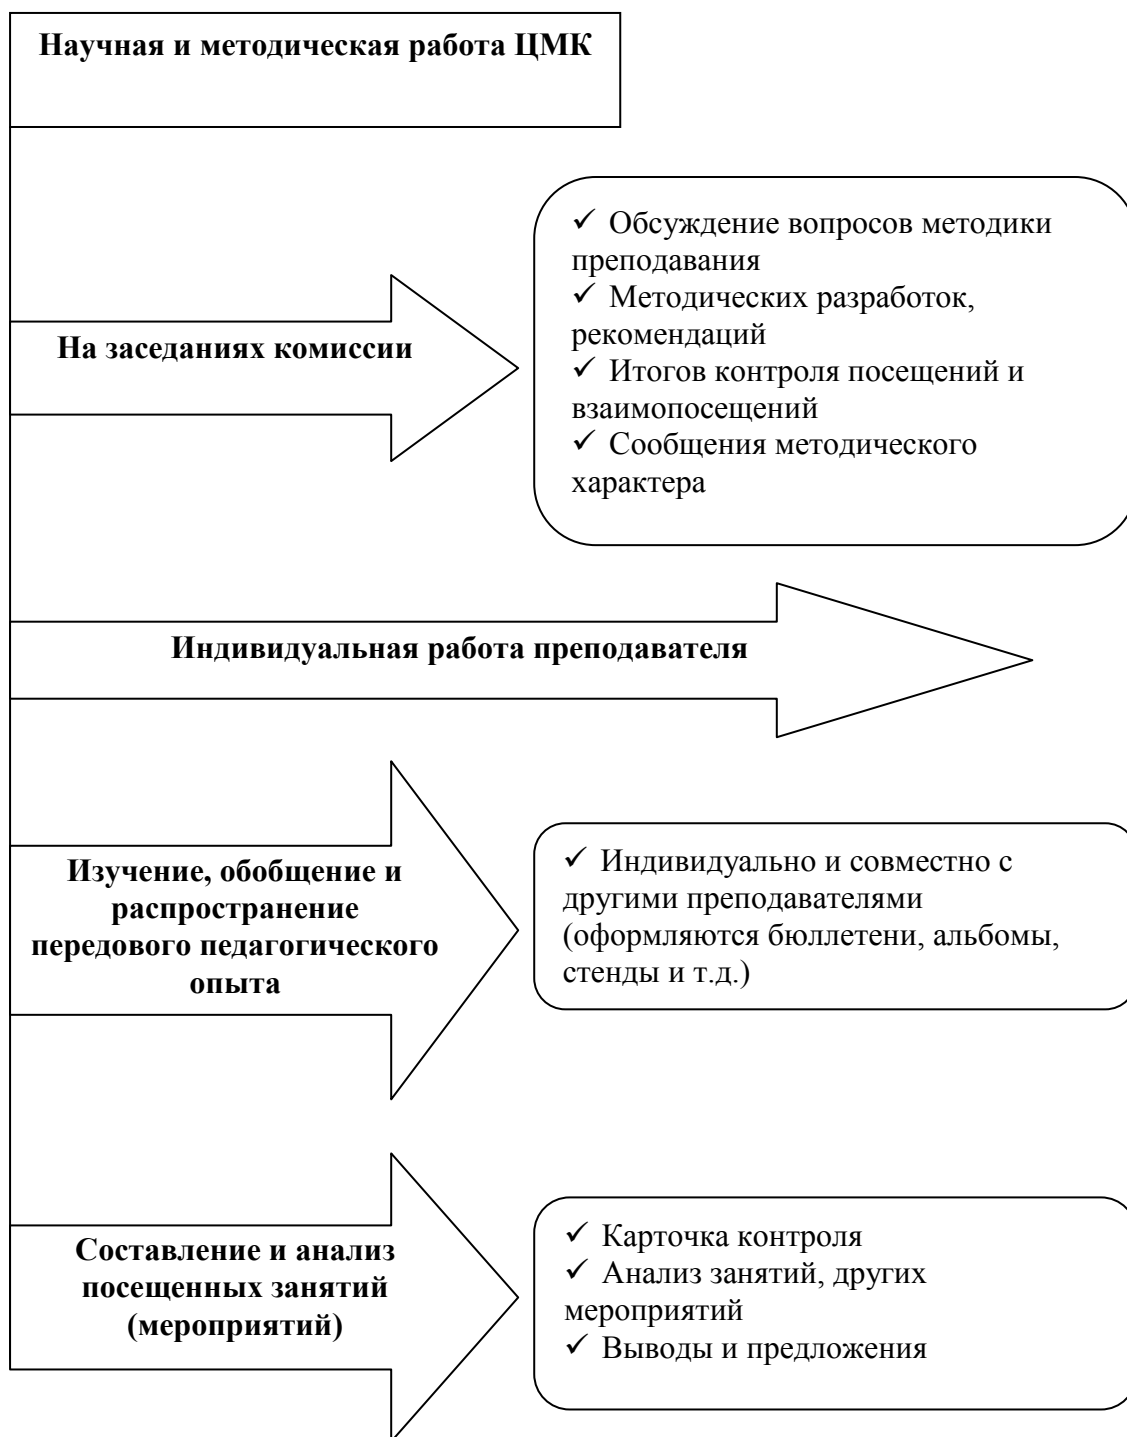 Научная и методическая работа ЦМК
✓ Обсуждение вопросов методики
преподавания
✓ Методических разработок,
рекомендаций
✓ Итогов контроля посещений и
взаимопосещений
✓ Сообщения методического
характера
На заседаниях комиссии
Индивидуальная работа преподавателя
Изучение, обобщение и
распространение
передового педагогического
опыта
✓ Индивидуально и совместно с
другими преподавателями
(оформляются бюллетени, альбомы,
стенды и т.д.)
Составление и анализ
посещенных занятий
(мероприятий)
✓ Карточка контроля
✓ Анализ занятий, других
мероприятий
✓ Выводы и предложения